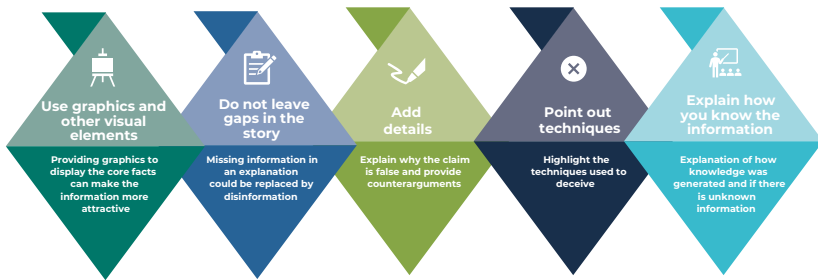 Use graphics and
other visual
elements
Providing graphics to
display the core facts
can make the
information more
attractive
Do not leave
gaps in the
story
Missing information in
an explanation
could be replaced by
disinformation
Add
details
Explain why the claim
is false and provide
counterarguments
Point out
techniques
Highlight the
techniques used to
deceive
Explain how
you know the
information
Explanation of how
knowledge was
generated and if there
is unknown
information